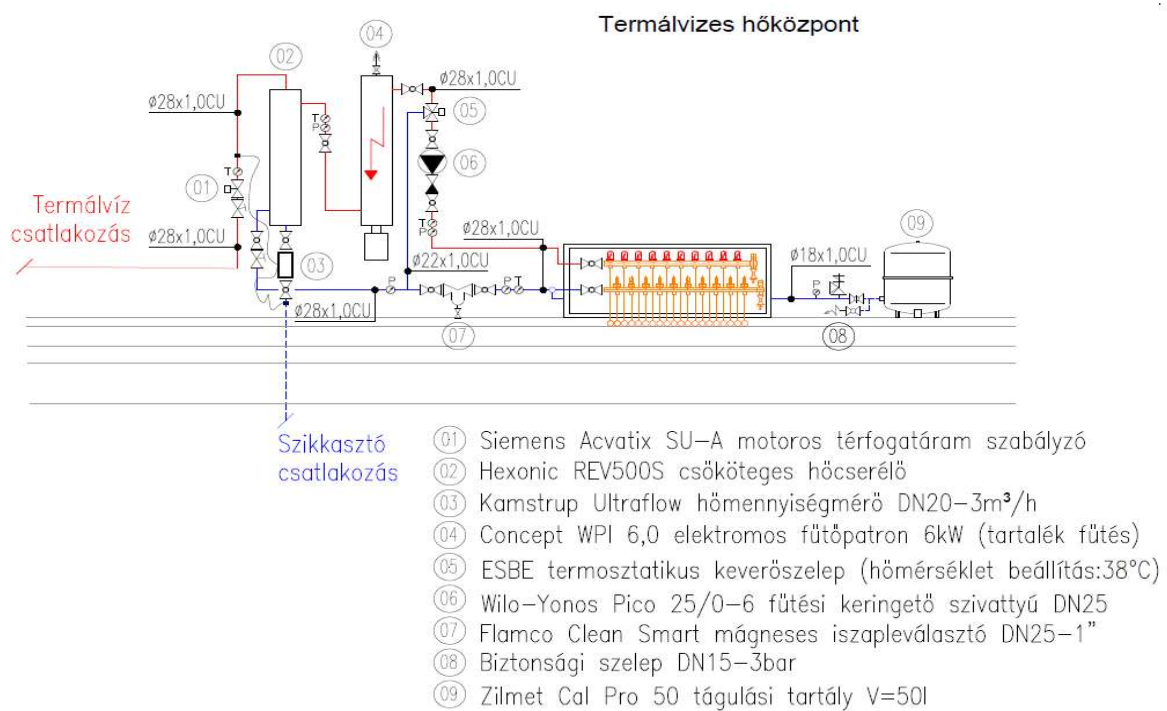 Termálvizes hőközpont
04
02
ø28x1,0CU
ø28x1,0CU
05
T
P
T
01
06
Termálvíz
csatlakozás
ø28x1,0CU
T
P
ø28x1,0CU
09
03
ø22x1,0CU
ø18x1,0CU
P
P
T
P
ø28x1,0CU
07
08
Szikkasztó
csatlakozás
01 Siemens Acvatix SU-A motoros térfogatáram szabályzó
02 Hexonic REV500S csőköteges hőcserélő
03 Kamstrup Ultraflow hőmennyiségmérő DN20-3m³/h
04 Concept WPI 6,0 elektromos fűtőpatron 6kW (tartalék fűtés)
05 ESBE termosztatikus keverőszelep (hőmérséklet beállítás:38°C)
06 Wilo-Yonos Pico 25/0-6 fűtési keringető szivattyú DN25
07 Flamco Clean Smart mágneses iszapleválasztó DN25-1"
08 Biztonsági szelep DN15-3bar
09 Zilmet Cal Pro 50 tágulási tartály V=50l